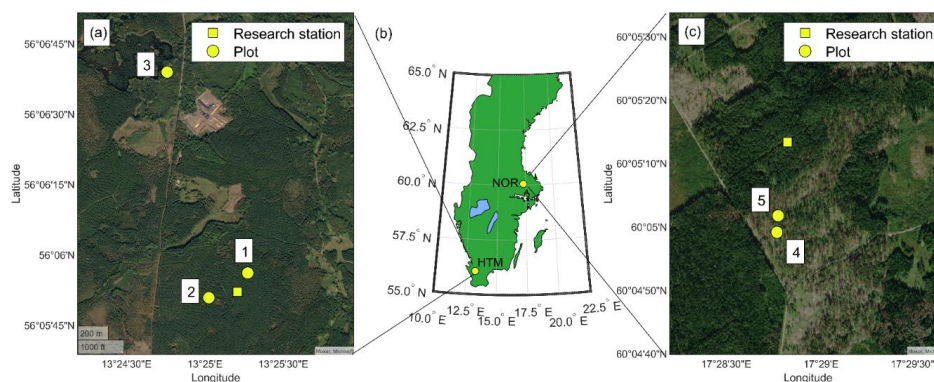 (a)
Research station
Plot
56°06'45"N
56°06'30"N
56°06'15"N
56°06'N
56°05'45"N
Latitude
3
1
2
200 m
1000 ft
13°24'30"E
13°25'E
13°25'30"E
Longitude
(b)
65.0° N
62.5° N
60.0° N
57.5° N
55.0° N
NOR
HTM
10.0° E
12.5° E
15.0° E
17.5° E
20.0° E
22.5° E
(c)
Research station
Plot
60°05'30"N
60°05'20"N
60°05'10"N
60°05'N
60°04'50"N
60°04'40"N
Latitude
5
4
17°28'30"E
17°29'E
17°29'30"E
Longitude